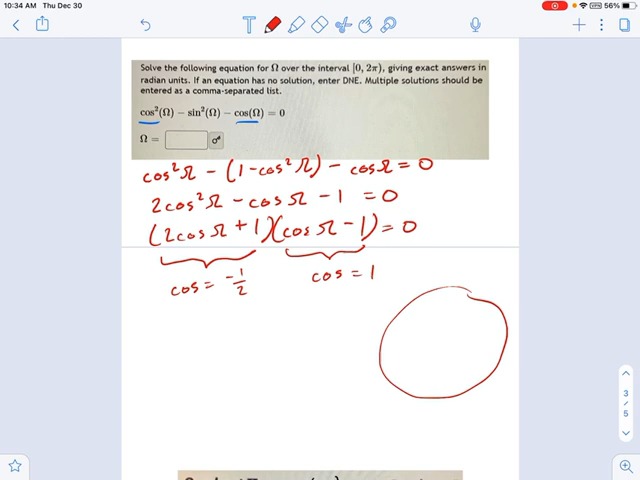 10:34 AM Thu Dec 30
VPN 56%
T
Solve the following equation for Ω over the interval [0, 2π), giving exact answers in
radian units. If an equation has no solution, enter DNE. Multiple solutions should be
entered as a comma-separated list.
cos²(Ω) − sin²(Ω) − cos(Ω) = 0
Ω =
cos²Ω − (1−cos²Ω) − cosΩ = 0
2cos²Ω − cosΩ − 1 = 0
(2cosΩ + 1)(cosΩ − 1) = 0
cos = −1/2
cos = 1
3
/
5